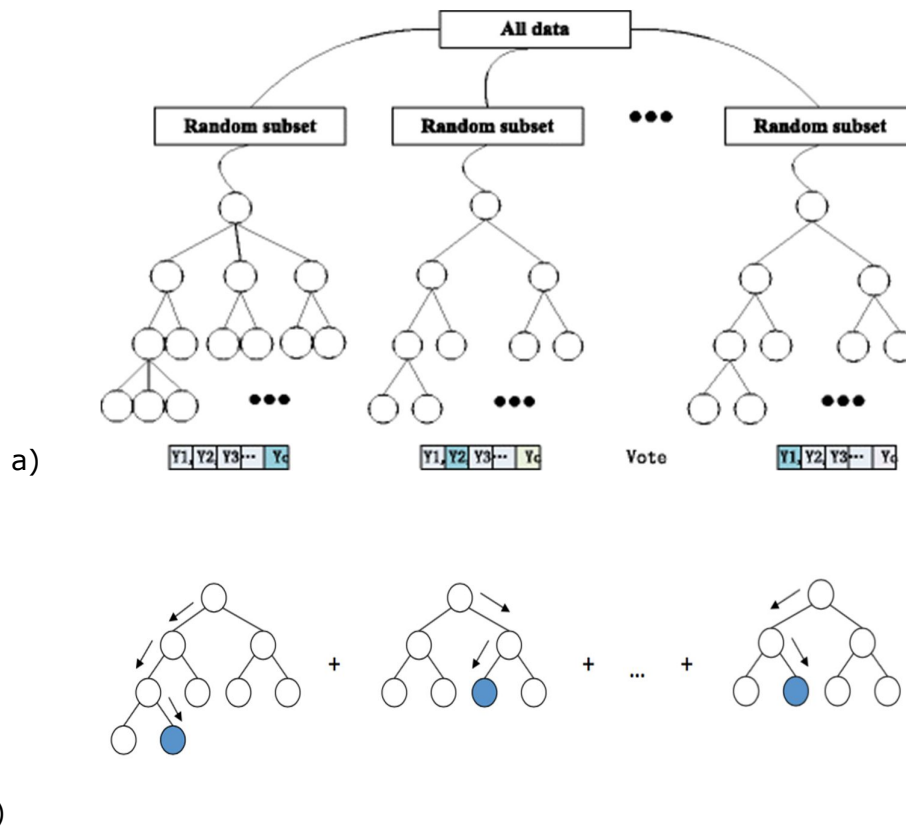 All data
Random subset Random subset ••• Random subset
•••
•••
•••
a) Y1, Y2, Y3 ··· Yc Y1, Y2 Y3 ··· Yc Vote Y1, Y2, Y3 ··· Yc
+ + ... +
)